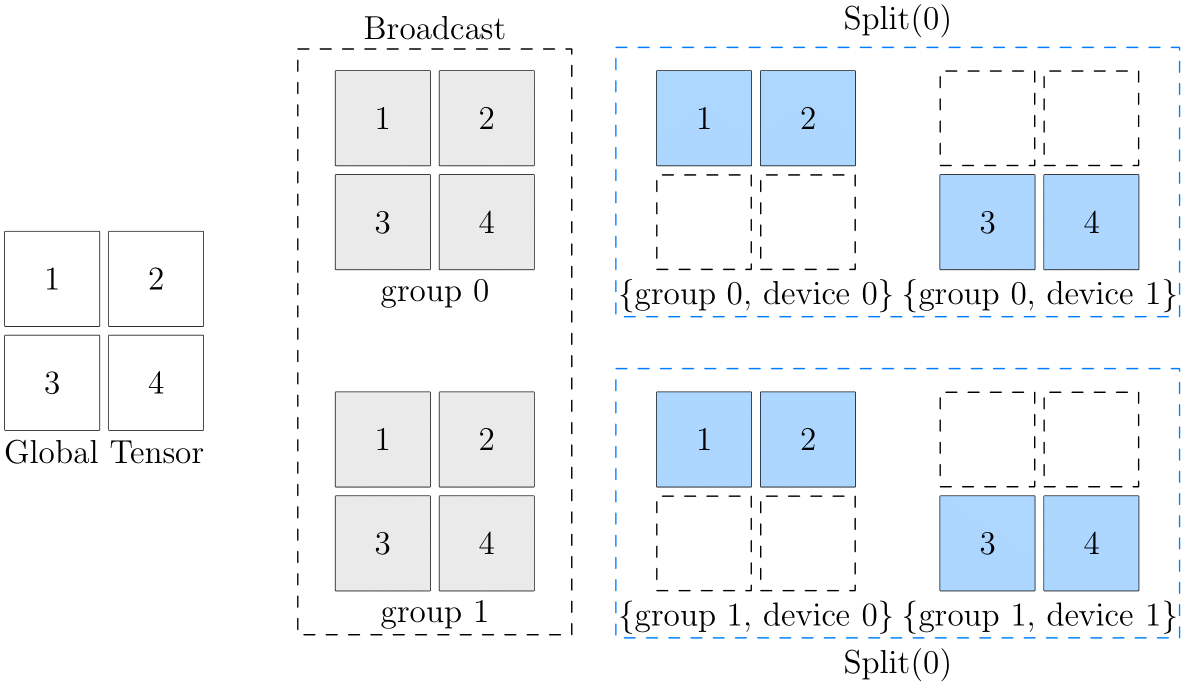 Broadcast
Split(0)
1 2
3 4
Global Tensor
1 2
3 4
group 0
1 2
3 4
{group 0, device 0} {group 0, device 1}
1 2
3 4
group 1
1 2
3 4
{group 1, device 0} {group 1, device 1}
Split(0)